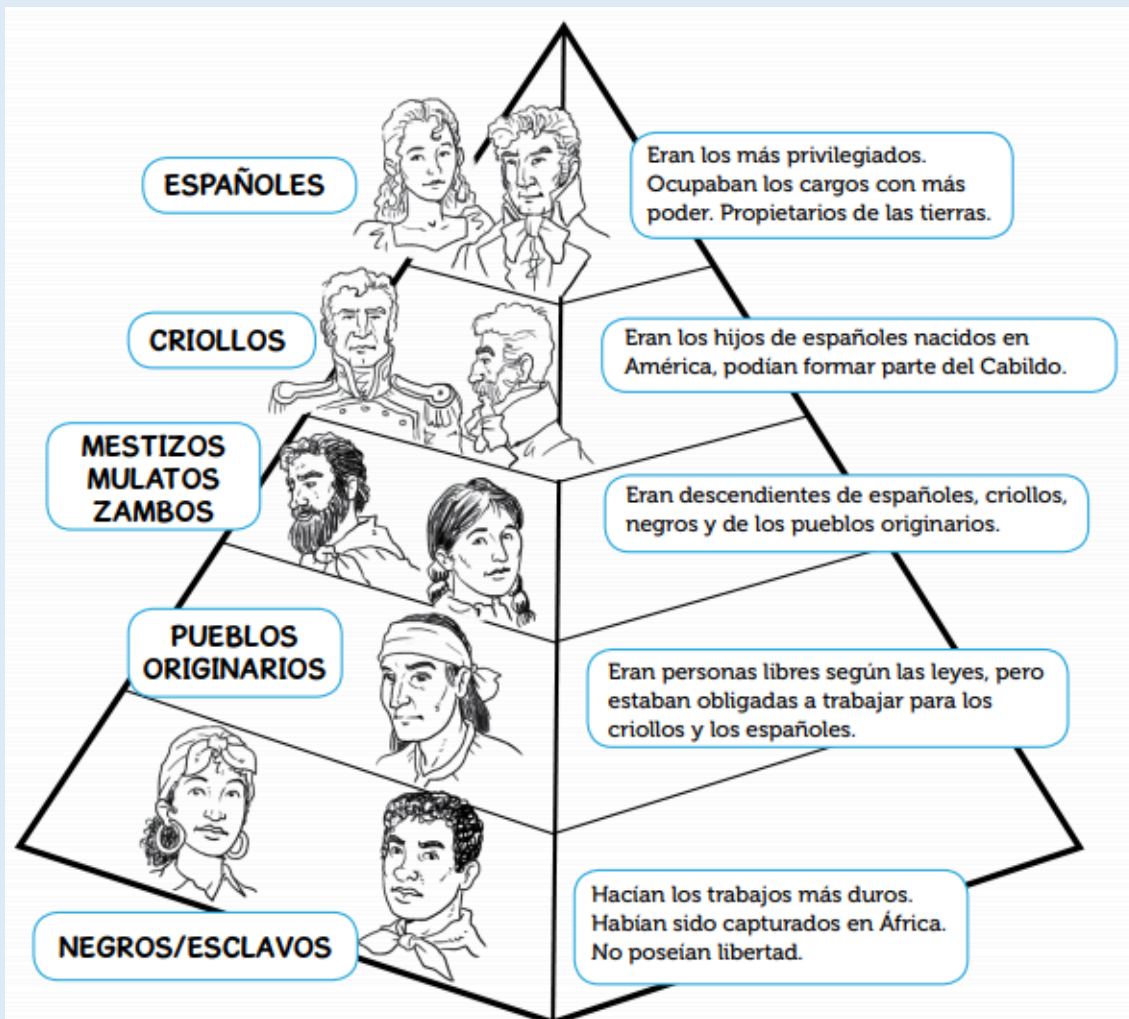 ESPAÑOLES
Eran los más privilegiados.
Ocupaban los cargos con más
poder. Propietarios de las tierras.
CRIOLLOS
Eran los hijos de españoles nacidos en
América, podían formar parte del Cabildo.
MESTIZOS
MULATOS
ZAMBOS
Eran descendientes de españoles, criollos,
negros y de los pueblos originarios.
PUEBLOS
ORIGINARIOS
Eran personas libres según las leyes, pero
estaban obligadas a trabajar para los
criollos y los españoles.
NEGROS/ESCLAVOS
Hacían los trabajos más duros.
Habían sido capturados en África.
No poseían libertad.